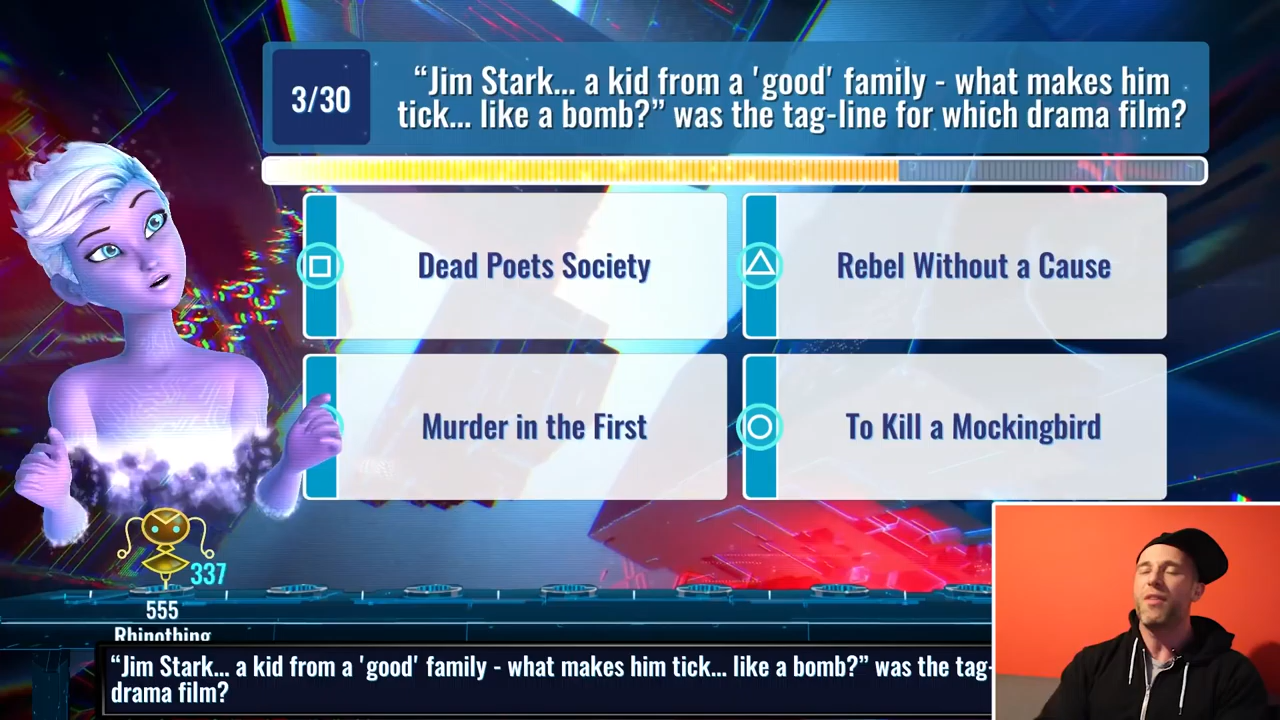 3/30
“Jim Stark... a kid from a 'good' family - what makes him
tick... like a bomb?” was the tag-line for which drama film?
Dead Poets Society
Rebel Without a Cause
Murder in the First
To Kill a Mockingbird
337
555
Rhinothing
“Jim Stark... a kid from a 'good' family - what makes him tick... like a bomb?” was the tag-
drama film?